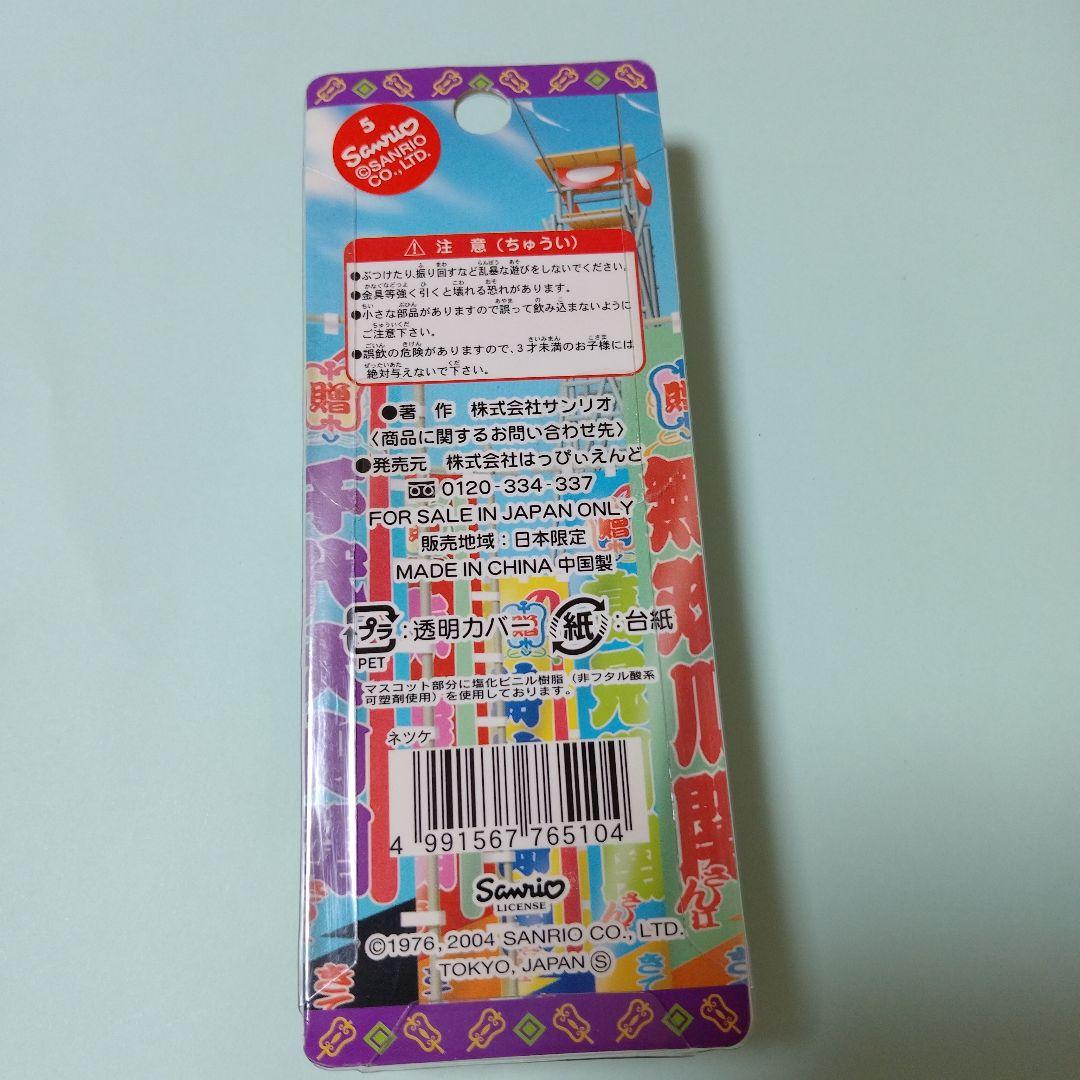 5
Sanrio
©SANRIO
CO.,LTD.
⚠ 注 意 (ちゅうい)
●ぶつけたり、振り回すなど乱暴な遊びをしないでください。
●金具等強く引くと壊れる恐れがあります。
●小さな部品がありますので誤って飲み込まないように
ご注意下さい。
●誤飲の危険がありますので、3才未満のお子様には
絶対与えないで下さい。
●著 作 株式会社サンリオ
〈商品に関するお問い合わせ先〉
●発売元 株式会社はっぴぃえんど
0120-334-337
FOR SALE IN JAPAN ONLY
販売地域：日本限定
MADE IN CHINA 中国製
プラ：透明カバー 紙：台紙
PET
マスコット部分に塩化ビニル樹脂（非フタル酸系
可塑剤使用）を使用しております。
ネツケ
4 991567 765104
Sanrio
LICENSE
©1976, 2004 SANRIO CO., LTD.
TOKYO, JAPAN Ⓢ
贈
贈
贈
贈
さんへ